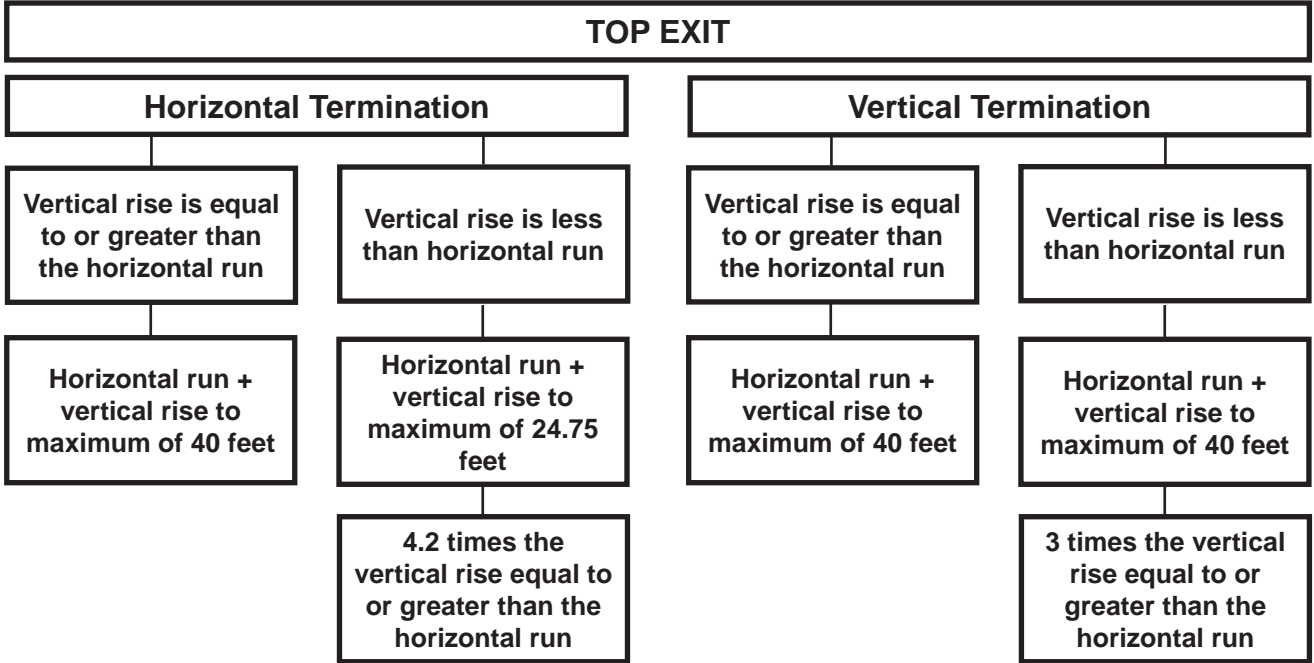 TOP EXIT
Horizontal Termination
Vertical Termination
Vertical rise is equal
to or greater than
the horizontal run
Vertical rise is less
than horizontal run
Vertical rise is equal
to or greater than
the horizontal run
Vertical rise is less
than horizontal run
Horizontal run +
vertical rise to
maximum of 40 feet
Horizontal run +
vertical rise to
maximum of 24.75
feet
Horizontal run +
vertical rise to
maximum of 40 feet
Horizontal run +
vertical rise to
maximum of 40 feet
4.2 times the
vertical rise equal to
or greater than the
horizontal run
3 times the vertical
rise equal to or
greater than the
horizontal run